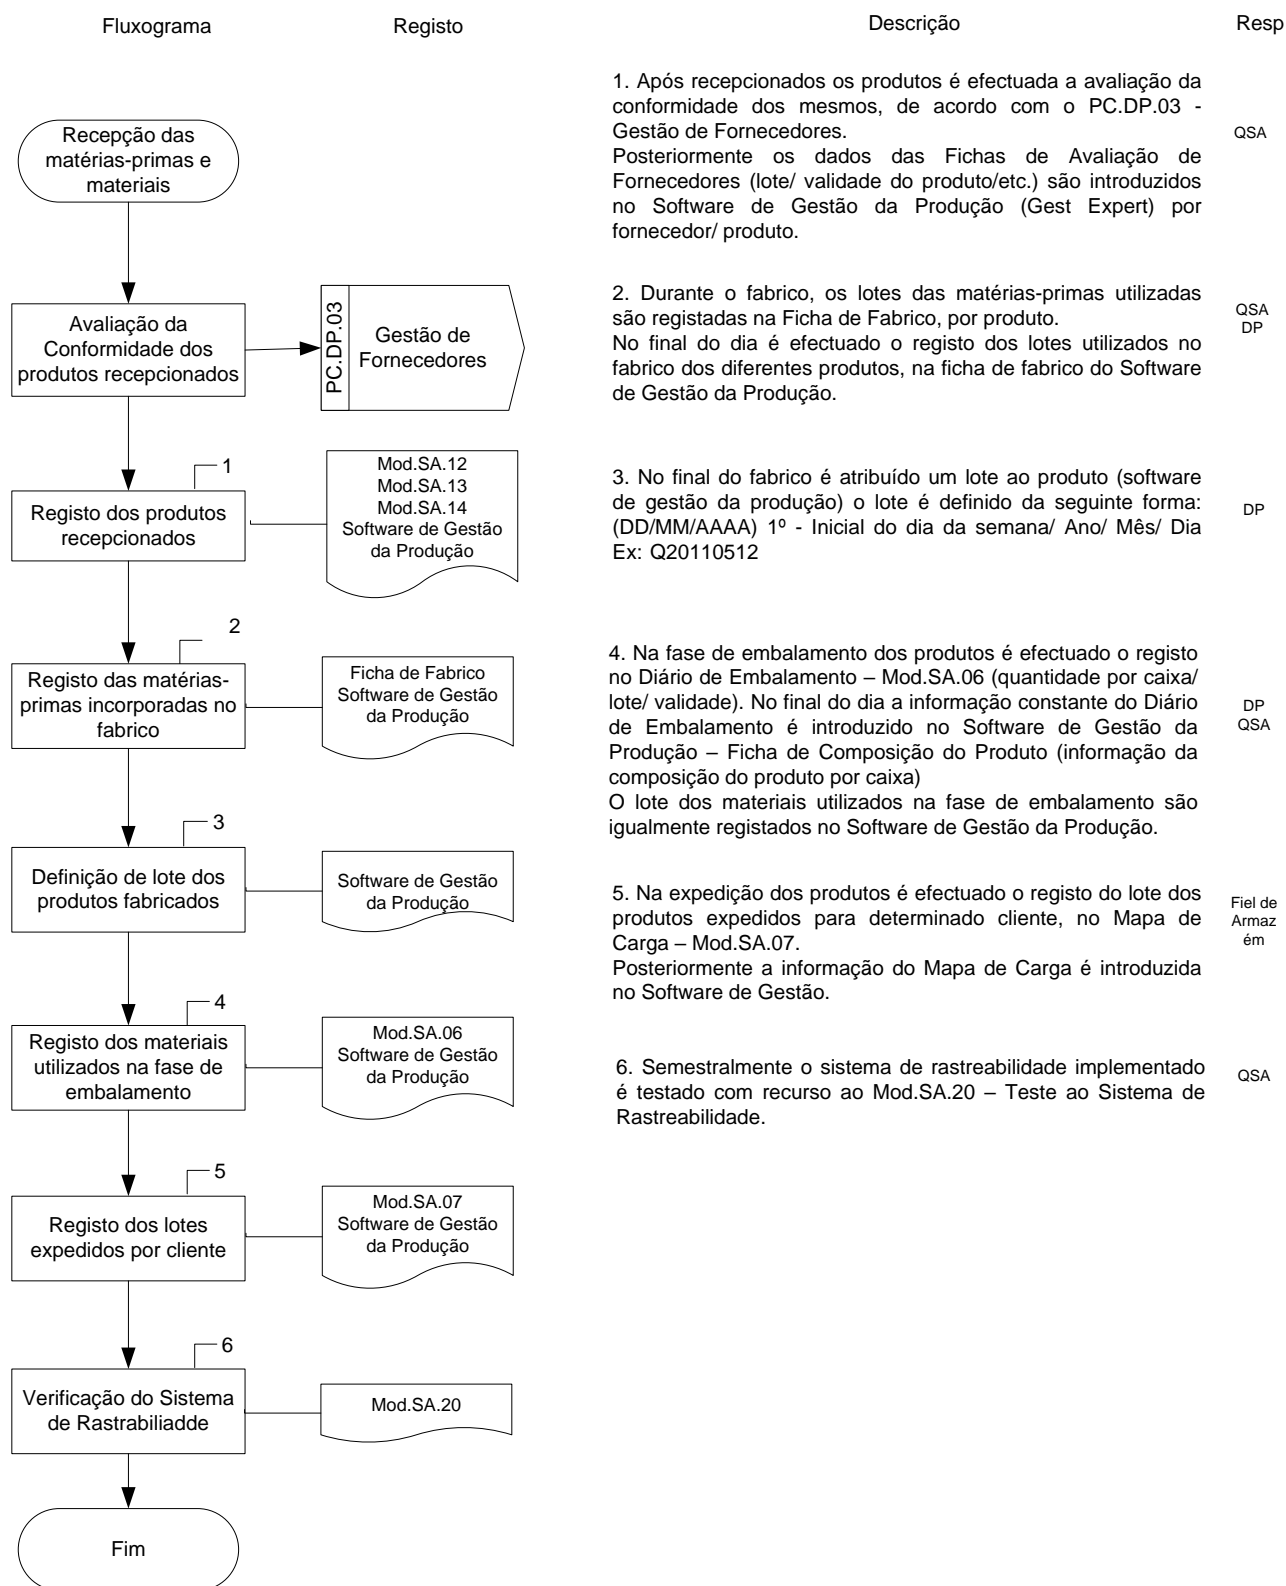 Fluxograma
Registo
Descrição
Resp
Recepção das
matérias-primas e
materiais
1. Após recepcionados os produtos é efectuada a avaliação da
conformidade dos mesmos, de acordo com o PC.DP.03 -
Gestão de Fornecedores.
Posteriormente os dados das Fichas de Avaliação de
Fornecedores (lote/ validade do produto/etc.) são introduzidos
no Software de Gestão da Produção (Gest Expert) por
fornecedor/ produto.
QSA
Avaliação da
Conformidade dos
produtos recepcionados
PC.DP.03
Gestão de
Fornecedores
2. Durante o fabrico, os lotes das matérias-primas utilizadas
são registadas na Ficha de Fabrico, por produto.
No final do dia é efectuado o registo dos lotes utilizados no
fabrico dos diferentes produtos, na ficha de fabrico do Software
de Gestão da Produção.
QSA
DP
1
Registo dos produtos
recepcionados
Mod.SA.12
Mod.SA.13
Mod.SA.14
Software de Gestão
da Produção
3. No final do fabrico é atribuído um lote ao produto (software
de gestão da produção) o lote é definido da seguinte forma:
(DD/MM/AAAA) 1º - Inicial do dia da semana/ Ano/ Mês/ Dia
Ex: Q20110512
DP
2
Registo das matérias-
primas incorporadas no
fabrico
Ficha de Fabrico
Software de Gestão
da Produção
4. Na fase de embalamento dos produtos é efectuado o registo
no Diário de Embalamento – Mod.SA.06 (quantidade por caixa/
lote/ validade). No final do dia a informação constante do Diário
de Embalamento é introduzido no Software de Gestão da
Produção – Ficha de Composição do Produto (informação da
composição do produto por caixa)
O lote dos materiais utilizados na fase de embalamento são
igualmente registados no Software de Gestão da Produção.
DP
QSA
3
Definição de lote dos
produtos fabricados
Software de Gestão
da Produção
5. Na expedição dos produtos é efectuado o registo do lote dos
produtos expedidos para determinado cliente, no Mapa de
Carga – Mod.SA.07.
Posteriormente a informação do Mapa de Carga é introduzida
no Software de Gestão.
Fiel de
Armaz
ém
4
Registo dos materiais
utilizados na fase de
embalamento
Mod.SA.06
Software de Gestão
da Produção
6. Semestralmente o sistema de rastreabilidade implementado
é testado com recurso ao Mod.SA.20 – Teste ao Sistema de
Rastreabilidade.
QSA
5
Registo dos lotes
expedidos por cliente
Mod.SA.07
Software de Gestão
da Produção
6
Verificação do Sistema
de Rastrabiliadde
Mod.SA.20
Fim